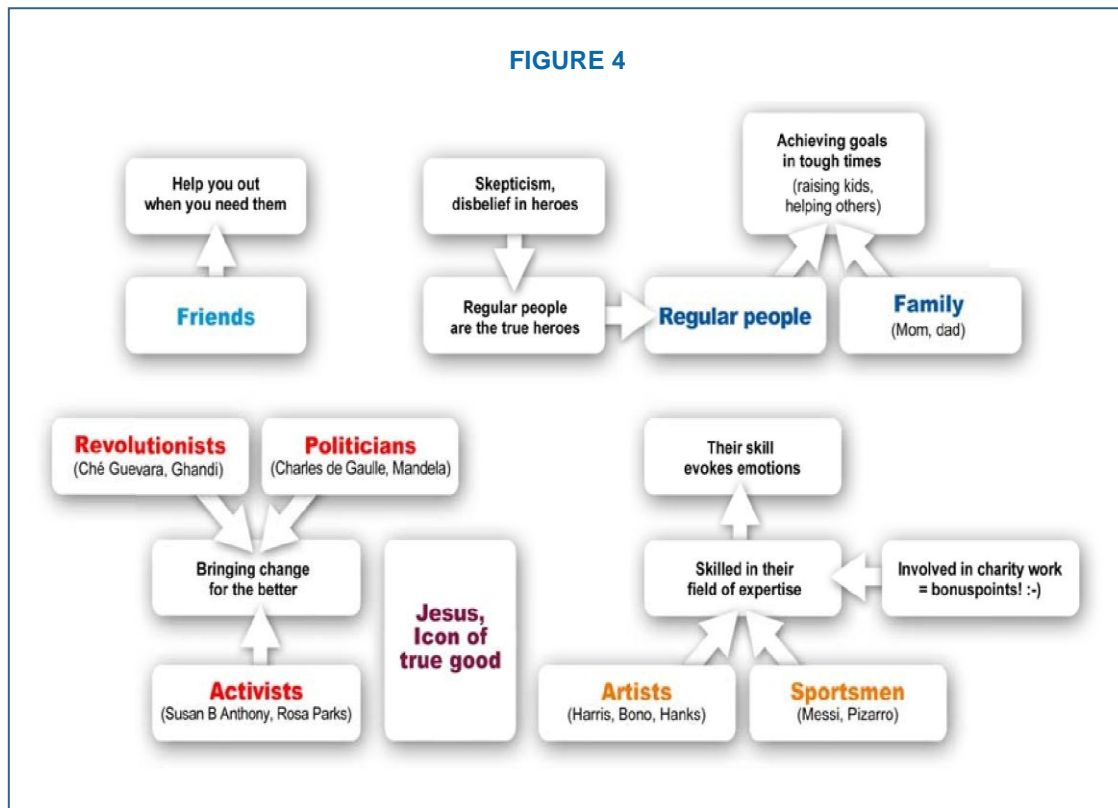 FIGURE 4
Help you out
when you need them
Friends
Skepticism,
disbelief in heroes
Regular people
are the true heroes
Regular people
Achieving goals
in tough times
(raising kids,
helping others)
Family
(Mom, dad)
Revolutionists
(Ché Guevara, Ghandi)
Politicians
(Charles de Gaulle, Mandela)
Bringing change
for the better
Activists
(Susan B Anthony, Rosa Parks)
Jesus,
Icon of
true good
Their skill
evokes emotions
Skilled in their
field of expertise
Involved in charity work
= bonuspoints! :-)
Artists
(Harris, Bono, Hanks)
Sportsmen
(Messi, Pizarro)